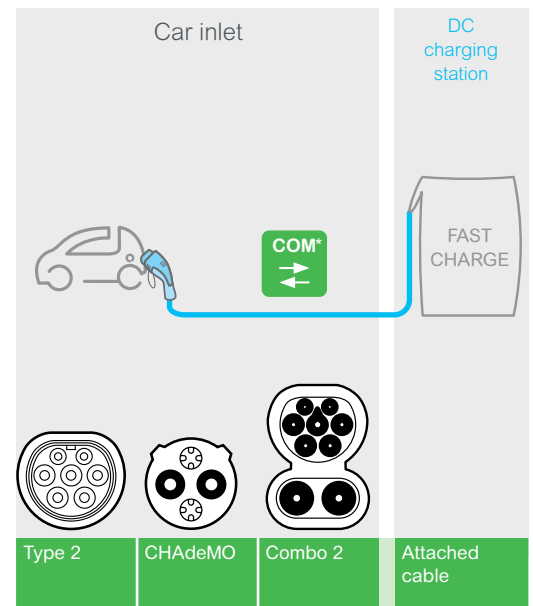 Car inlet
DC
charging
station
COM*
FAST
CHARGE
Type 2
CHAdeMO
Combo 2
Attached
cable